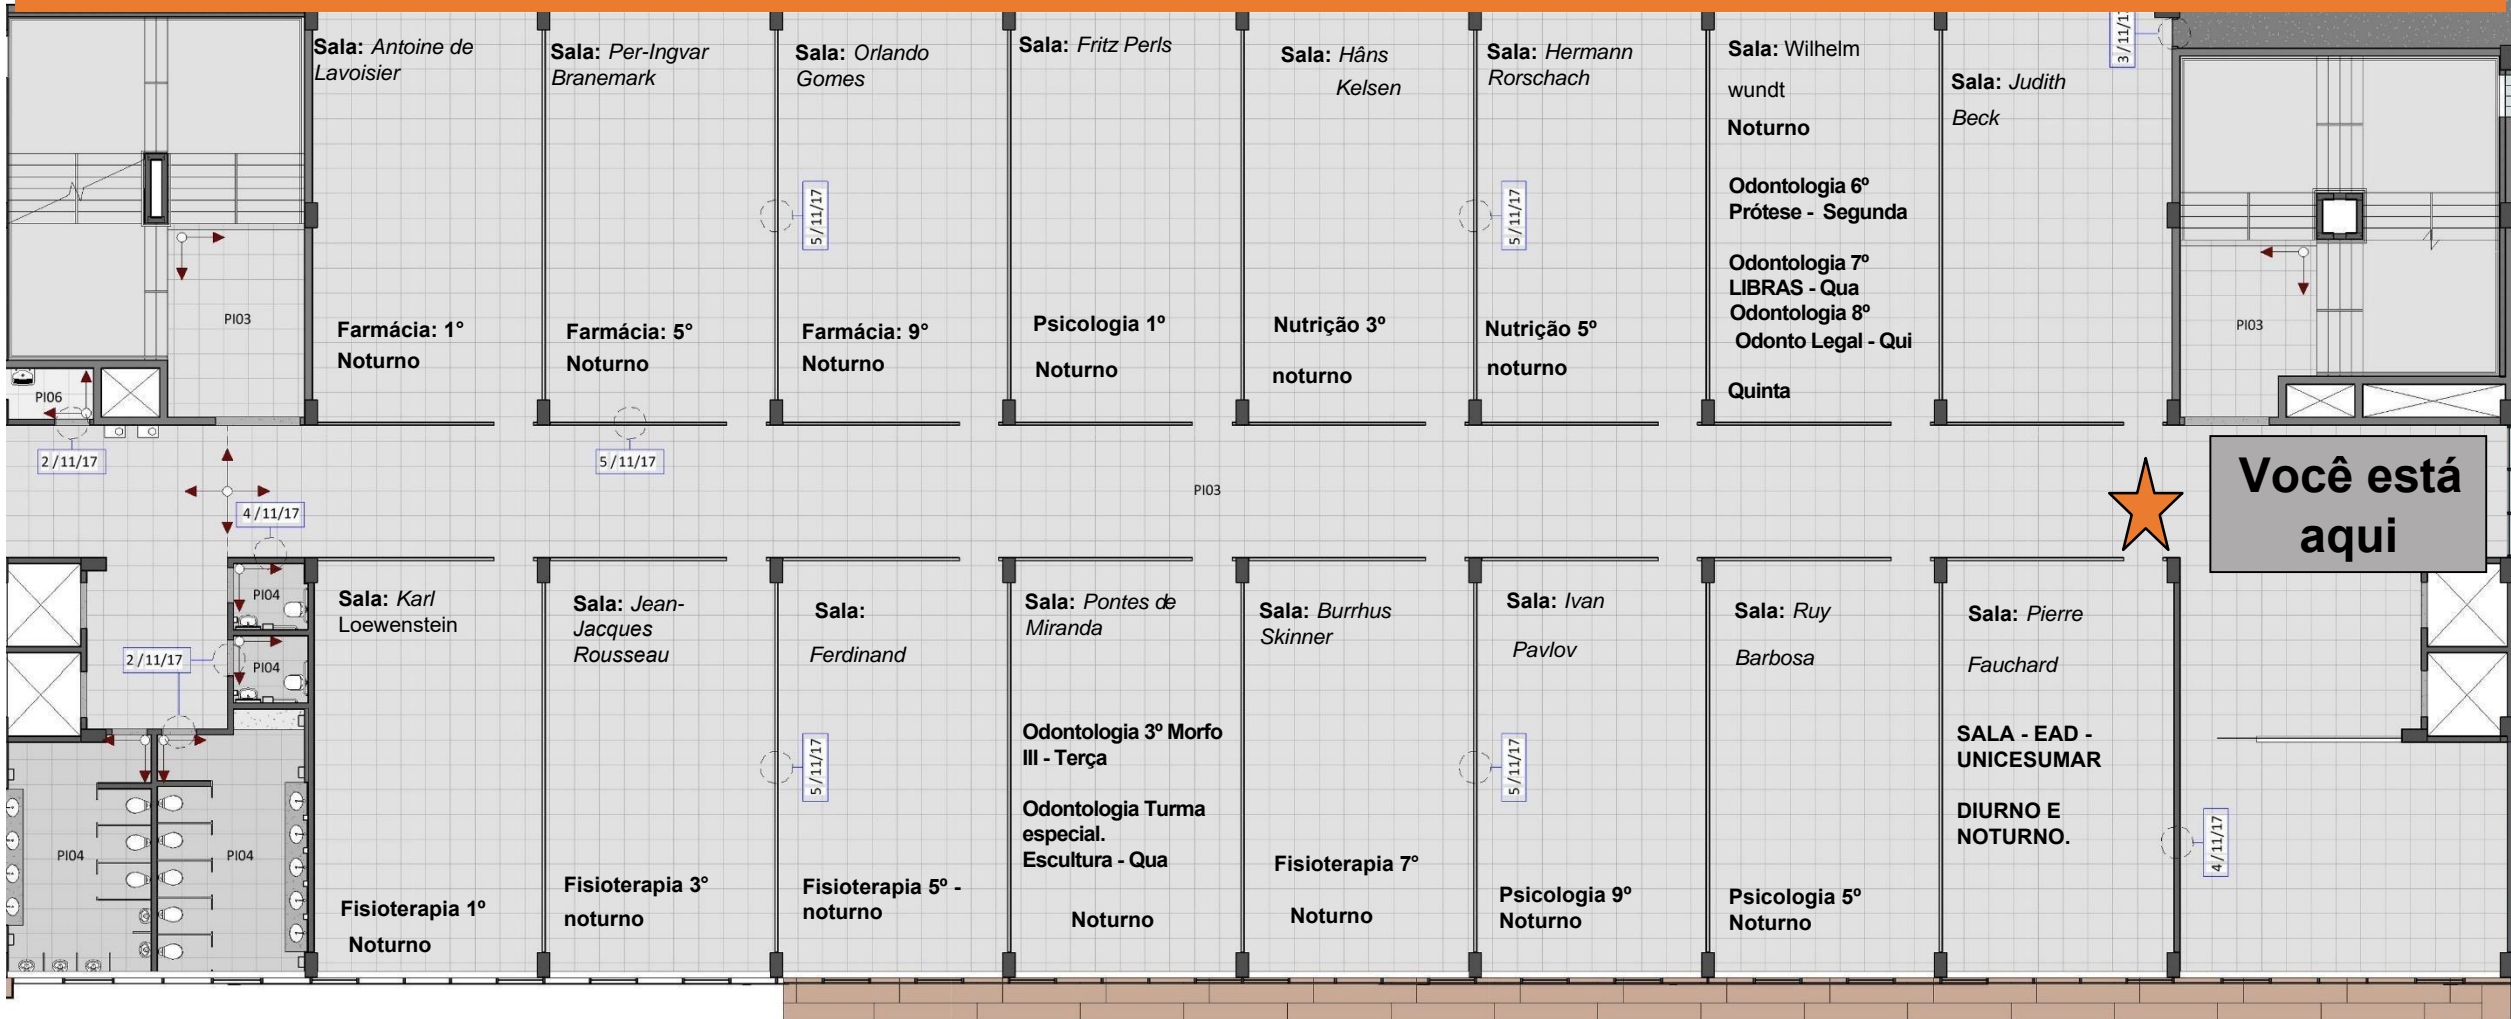 Sala: Antoine de
Lavoisier
Farmácia: 1°
Noturno
Sala: Per-Ingvar
Branemark
Farmácia: 5°
Noturno
Sala: Orlando
Gomes
5/11/17
Farmácia: 9°
Noturno
Sala: Fritz Perls
Psicologia 1º
Noturno
Sala: Hâns
Kelsen
Nutrição 3º
noturno
Sala: Hermann
Rorschach
5/11/17
Nutrição 5º
noturno
Sala: Wilhelm
wundt
Noturno
Odontologia 6º
Prótese - Segunda
Odontologia 7º
LIBRAS - Qua
Odontologia 8º
Odonto Legal - Qui
Quinta
Sala: Judith
Beck
3/11/17
PI03
PI03
PI06
2/11/17
5/11/17
4/11/17
PI03
Você está
aqui
PI04
PI04
2/11/17
PI04
PI04
Sala: Karl
Loewenstein
Fisioterapia 1º
Noturno
Sala: Jean-
Jacques
Rousseau
Fisioterapia 3°
noturno
Sala:
Ferdinand
5/11/17
Fisioterapia 5º -
noturno
Sala: Pontes de
Miranda
Odontologia 3º Morfo
III - Terça
Odontologia Turma
especial.
Escultura - Qua
Noturno
Sala: Burrhus
Skinner
Fisioterapia 7°
Noturno
Sala: Ivan
Pavlov
5/11/17
Psicologia 9º
Noturno
Sala: Ruy
Barbosa
Psicologia 5º
Noturno
Sala: Pierre
Fauchard
SALA - EAD -
UNICESUMAR
DIURNO E
NOTURNO.
4/11/17